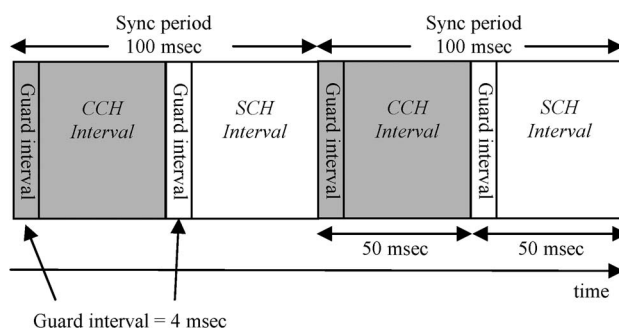 Sync period
100 msec
Sync period
100 msec
Guard interval
CCH
Interval
Guard interval
SCH
Interval
Guard interval
CCH
Interval
Guard interval
SCH
Interval
50 msec
50 msec
time
Guard interval = 4 msec